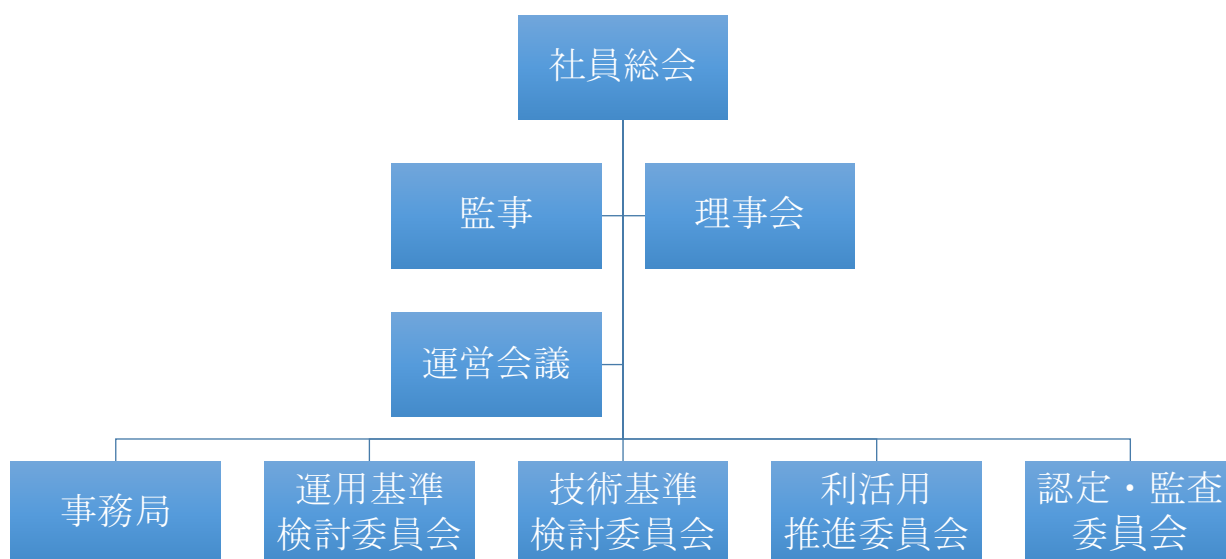 社員総会
監事
理事会
運営会議
事務局
運用基準
検討委員会
技術基準
検討委員会
利活用
推進委員会
認定・監査
委員会